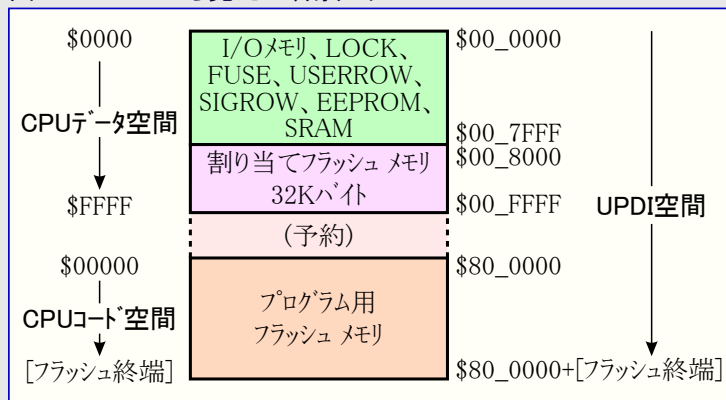 $0000
I/Oメモリ、LOCK、
$00_0000
FUSE、USERROW、
SIGROW、EEPROM、
CPUデータ空間
SRAM
$00_7FFF
割り当てフラッシュ メモリ
$00_8000
32Kバイト
$FFFF
$00_FFFF
UPDI空間
(予約)
$00000
$80_0000
プログラム用
CPUコード空間
フラッシュ メモリ
[フラッシュ終端]
$80_0000+[フラッシュ終端]